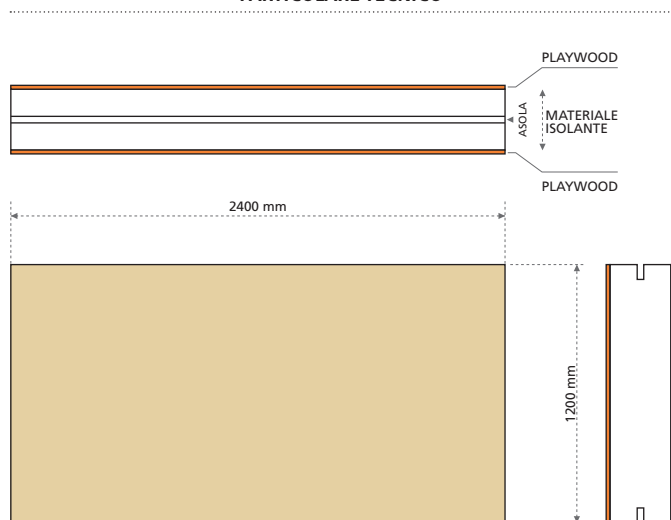 PLAYWOOD
ASOLA
MATERIALE
ISOLANTE
PLAYWOOD
2400 mm
1200 mm